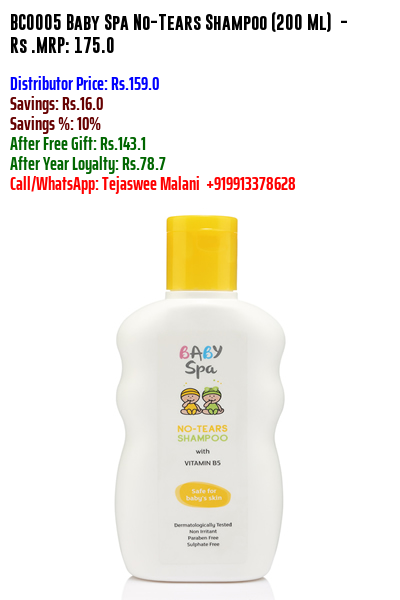 BC0005 Baby Spa No-Tears Shampoo (200 Ml) -
Rs .MRP: 175.0
Distributor Price: Rs.159.0
Savings: Rs.16.0
Savings %: 10%
After Free Gift: Rs.143.1
After Year Loyalty: Rs.78.7
Call/WhatsApp: Tejaswee Malani +919913378628
BABY
Spa
NO-TEARS
SHAMPOO
with
VITAMIN B5
Safe for
baby's skin
Dermatologically Tested
Non Irritant
Paraben Free
Sulphate Free